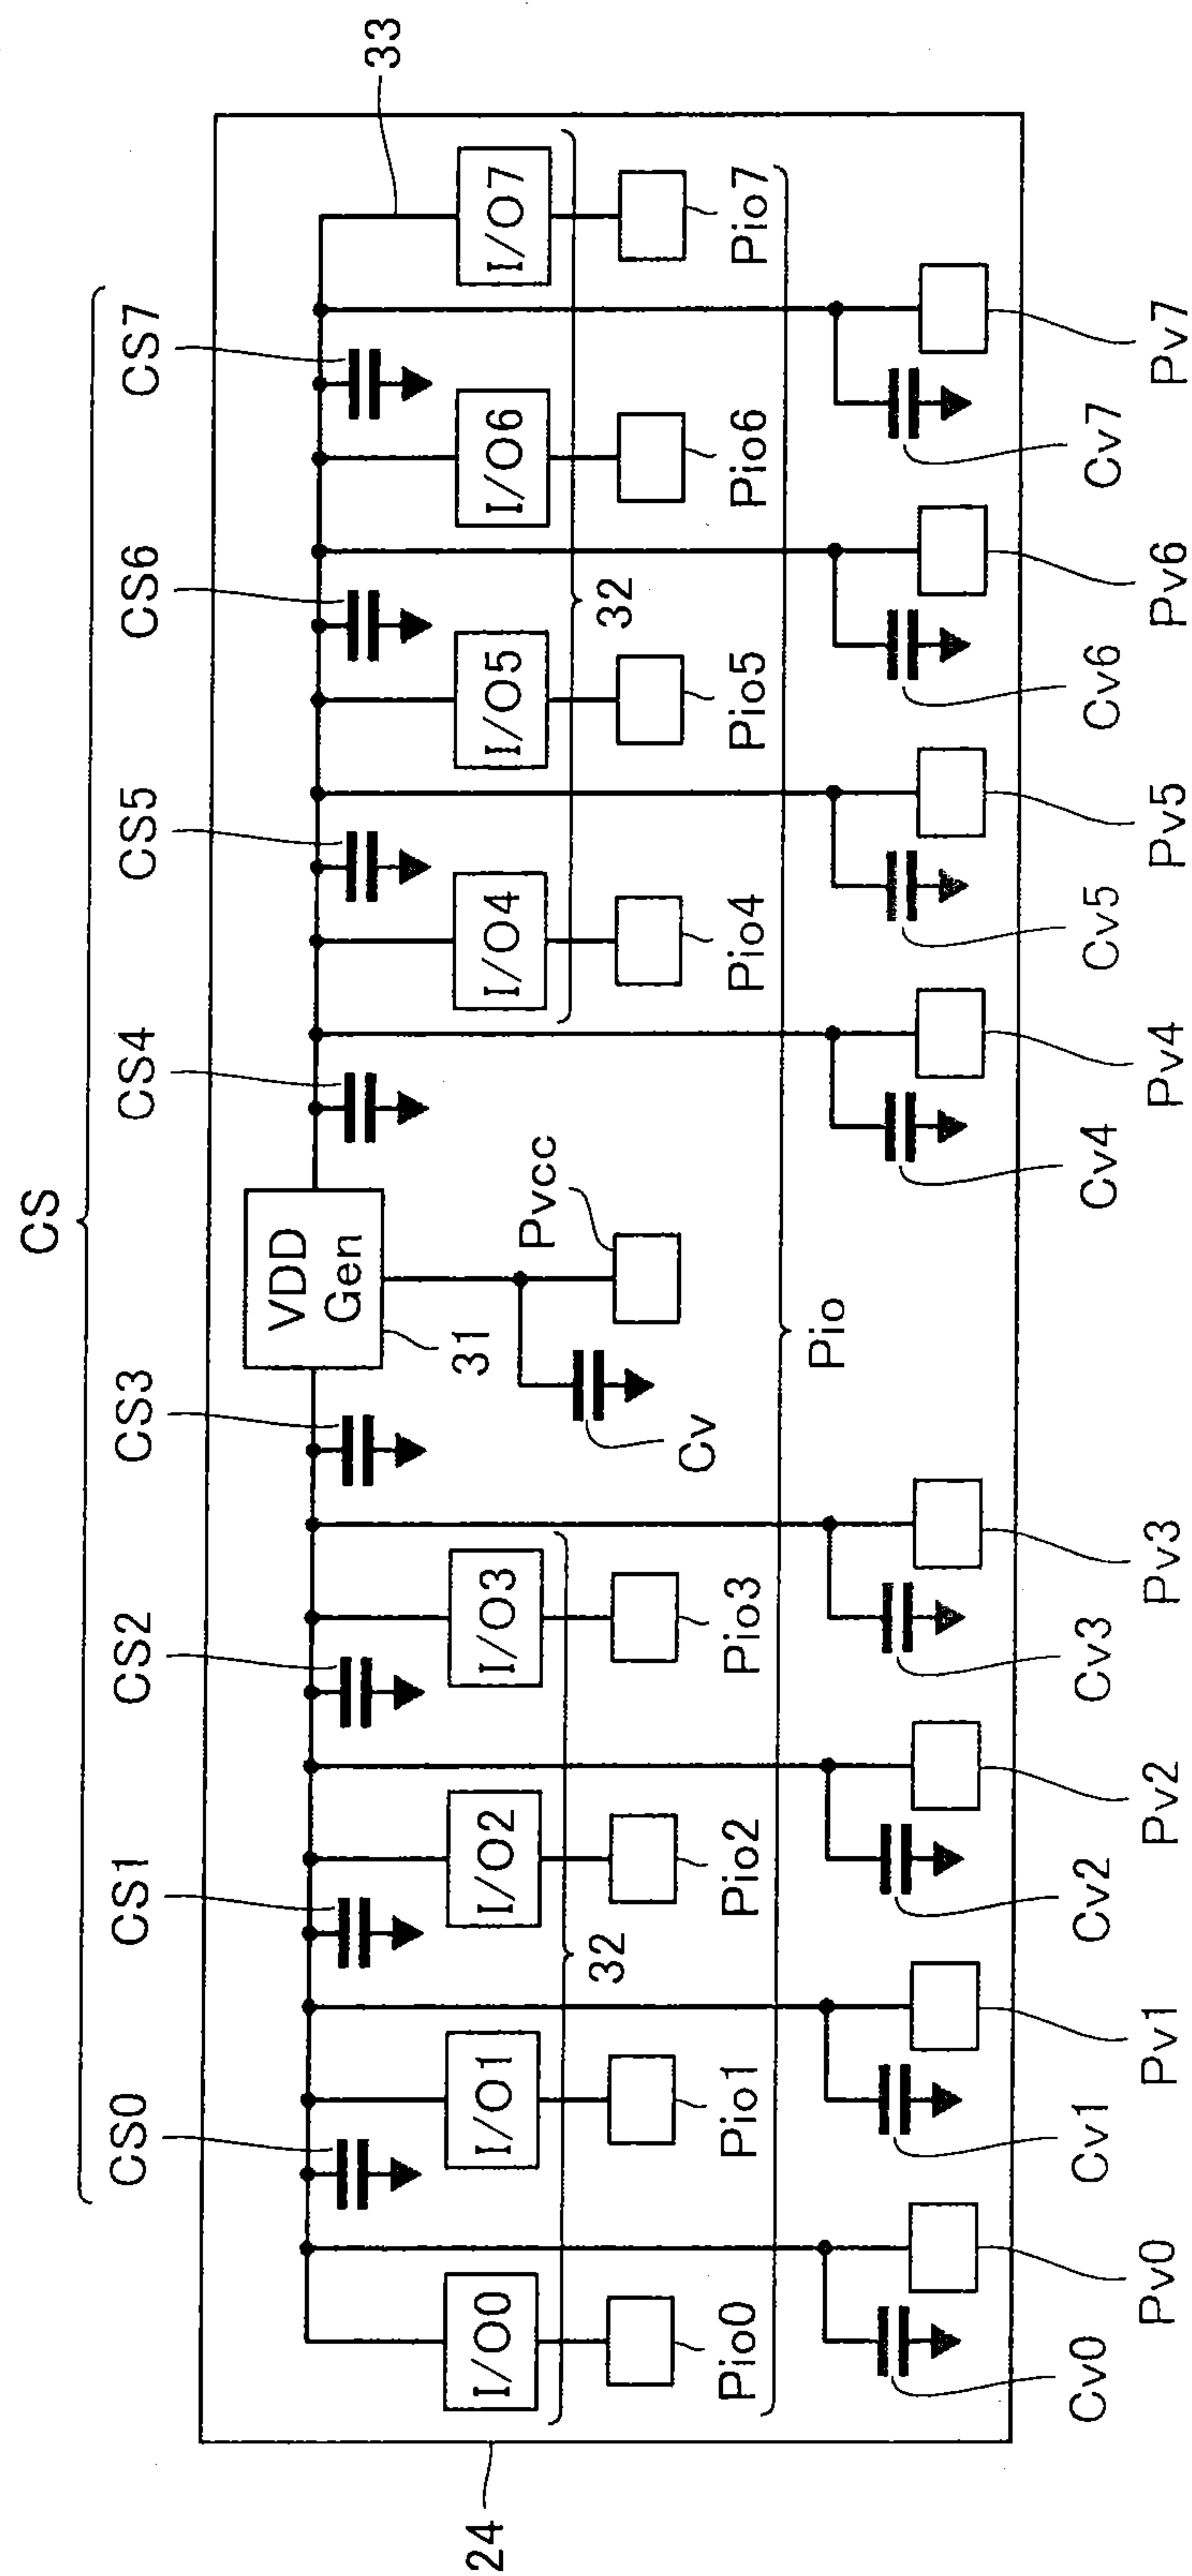 CS
CS0
CS1
CS2
CS3
CS4
CS5
CS6
CS7
33
VDD
Gen
31
I/O0
I/O1
I/O2
I/O3
I/O4
I/O5
I/O6
I/O7
32
32
Pvcc
Cv
Pio0
Pio1
Pio2
Pio3
Pio4
Pio5
Pio6
Pio7
Pio
24
Cv0
Cv1
Cv2
Cv3
Cv4
Cv5
Cv6
Cv7
Pv0
Pv1
Pv2
Pv3
Pv4
Pv5
Pv6
Pv7